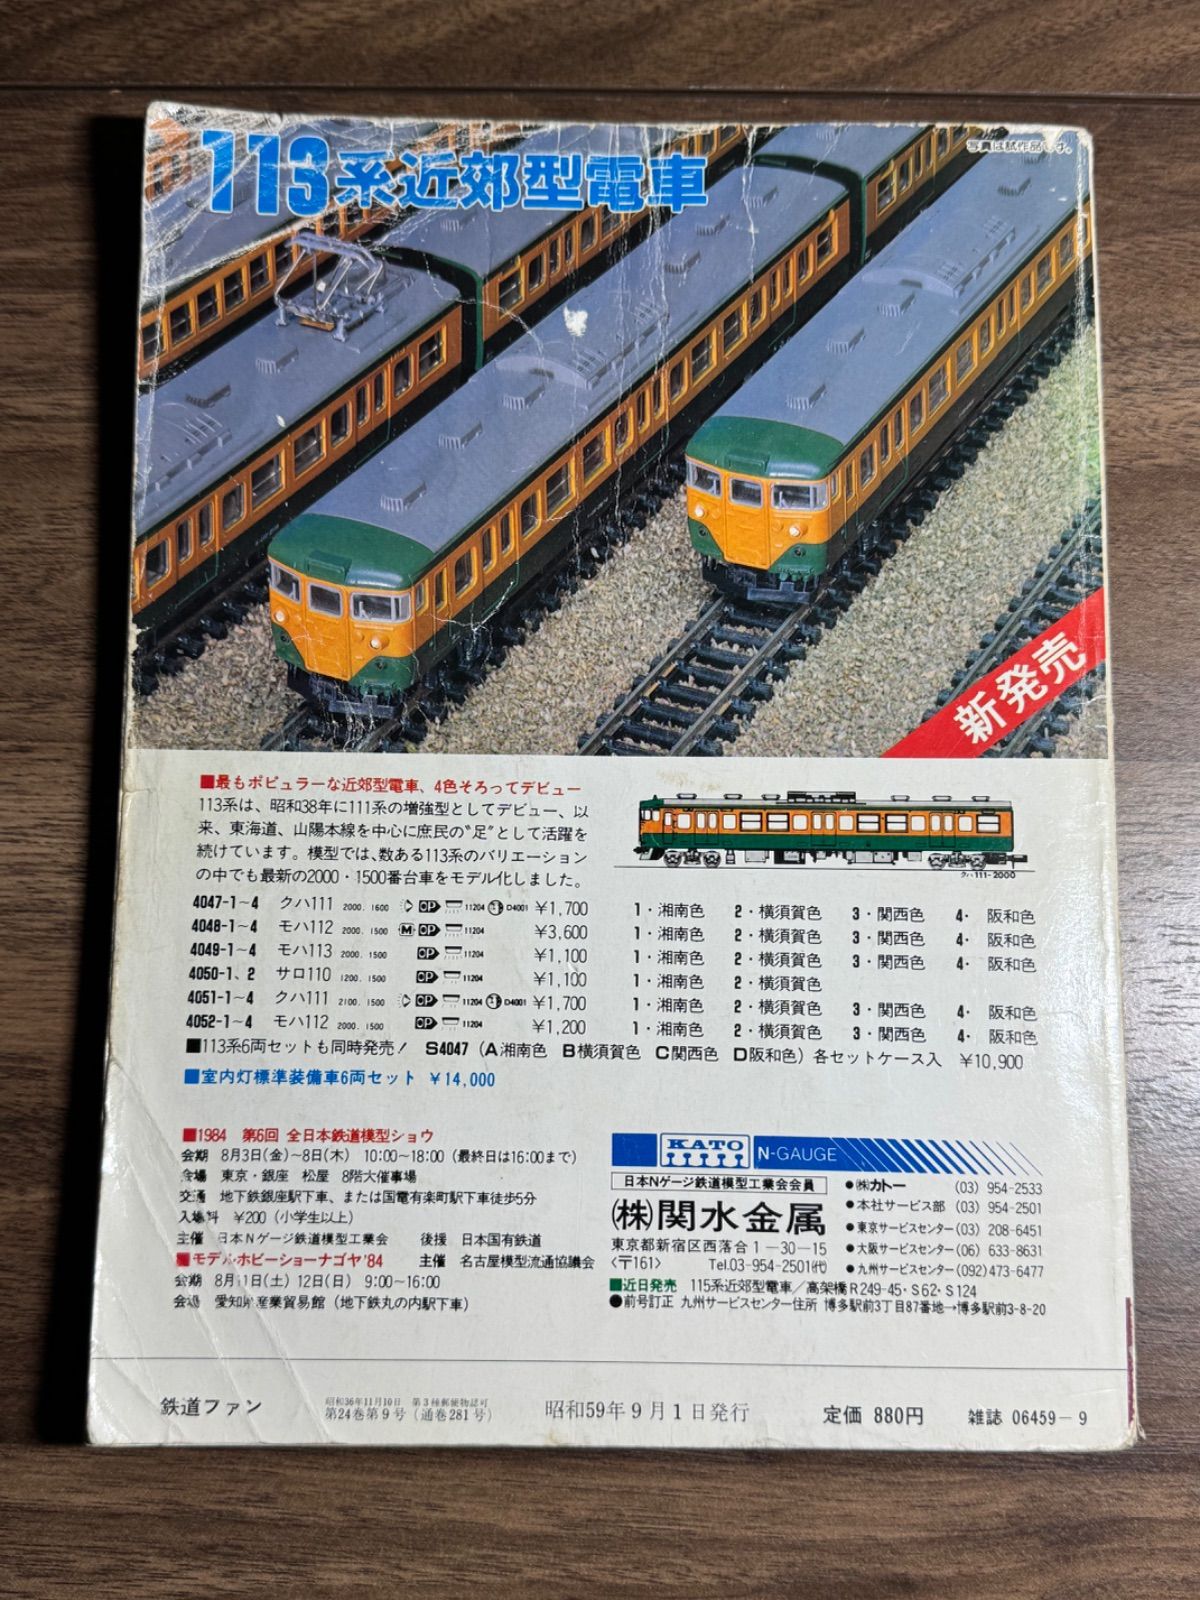 113系近郊型電車
写真は試作品です。
新発売
■最もポピュラーな近郊型電車、4色そろってデビュー
113系は、昭和38年に111系の増強型としてデビュー、以
来、東海道、山陽本線を中心に庶民の“足”として活躍を
続けています。模型では、数ある113系のバリエーション
の中でも最新の2000・1500番台車をモデル化しました。
クハ111-2000
4047-1~4 クハ111 2000. 1600 OP 11204 D4001 ¥1,700 1・湘南色 2・横須賀色 3・関西色 4・阪和色
4048-1~4 モハ112 2000. 1500 M OP 11204 ¥3,600 1・湘南色 2・横須賀色 3・関西色 4・阪和色
4049-1~4 モハ113 2000. 1500 OP 11204 ¥1,100 1・湘南色 2・横須賀色 3・関西色 4・阪和色
4050-1、2 サロ110 1200. 1500 OP 11204 ¥1,100 1・湘南色 2・横須賀色
4051-1~4 クハ111 2100. 1500 OP 11204 D4001 ¥1,700 1・湘南色 2・横須賀色 3・関西色 4・阪和色
4052-1~4 モハ112 2000. 1500 OP 11204 ¥1,200 1・湘南色 2・横須賀色 3・関西色 4・阪和色
■113系6両セットも同時発売! S4047(A湘南色 B横須賀色 C関西色 D阪和色)各セットケース入 ¥10,900
■室内灯標準装備車6両セット ¥14,000
■1984 第6回 全日本鉄道模型ショウ
会期 8月3日(金)~8日(木) 10:00~18:00(最終日は16:00まで)
会場 東京・銀座 松屋 8階大催事場
交通 地下鉄銀座駅下車、または国電有楽町駅下車徒歩5分
入場料 ¥200(小学生以上)
主催 日本Nゲージ鉄道模型工業会 後援 日本国有鉄道
■モデルホビーショーナゴヤ'84 主催 名古屋模型流通協議会
会期 8月11日(土) 12日(日) 9:00~16:00
会場 愛知県産業貿易館(地下鉄丸の内駅下車)
KATO N-GAUGE
日本Nゲージ鉄道模型工業会会員
(株)関水金属
東京都新宿区西落合1-30-15
〈〒161〉 Tel.03-954-2501(代)
●(株)カトー (03) 954-2533
●本社サービス部 (03) 954-2501
●東京サービスセンター(03) 208-6451
●大阪サービスセンター(06) 633-8631
●九州サービスセンター(092)473-6477
■近日発売 115系近郊型電車/高架橋R249-45・S62・S124
●前号訂正 九州サービスセンター住所 博多駅前3丁目87番地→博多駅前3-8-20
鉄道ファン
昭和36年11月10日 第3種郵便物認可
第24巻第9号(通巻281号)
昭和59年9月1日発行
定価 880円
雑誌 06459-9